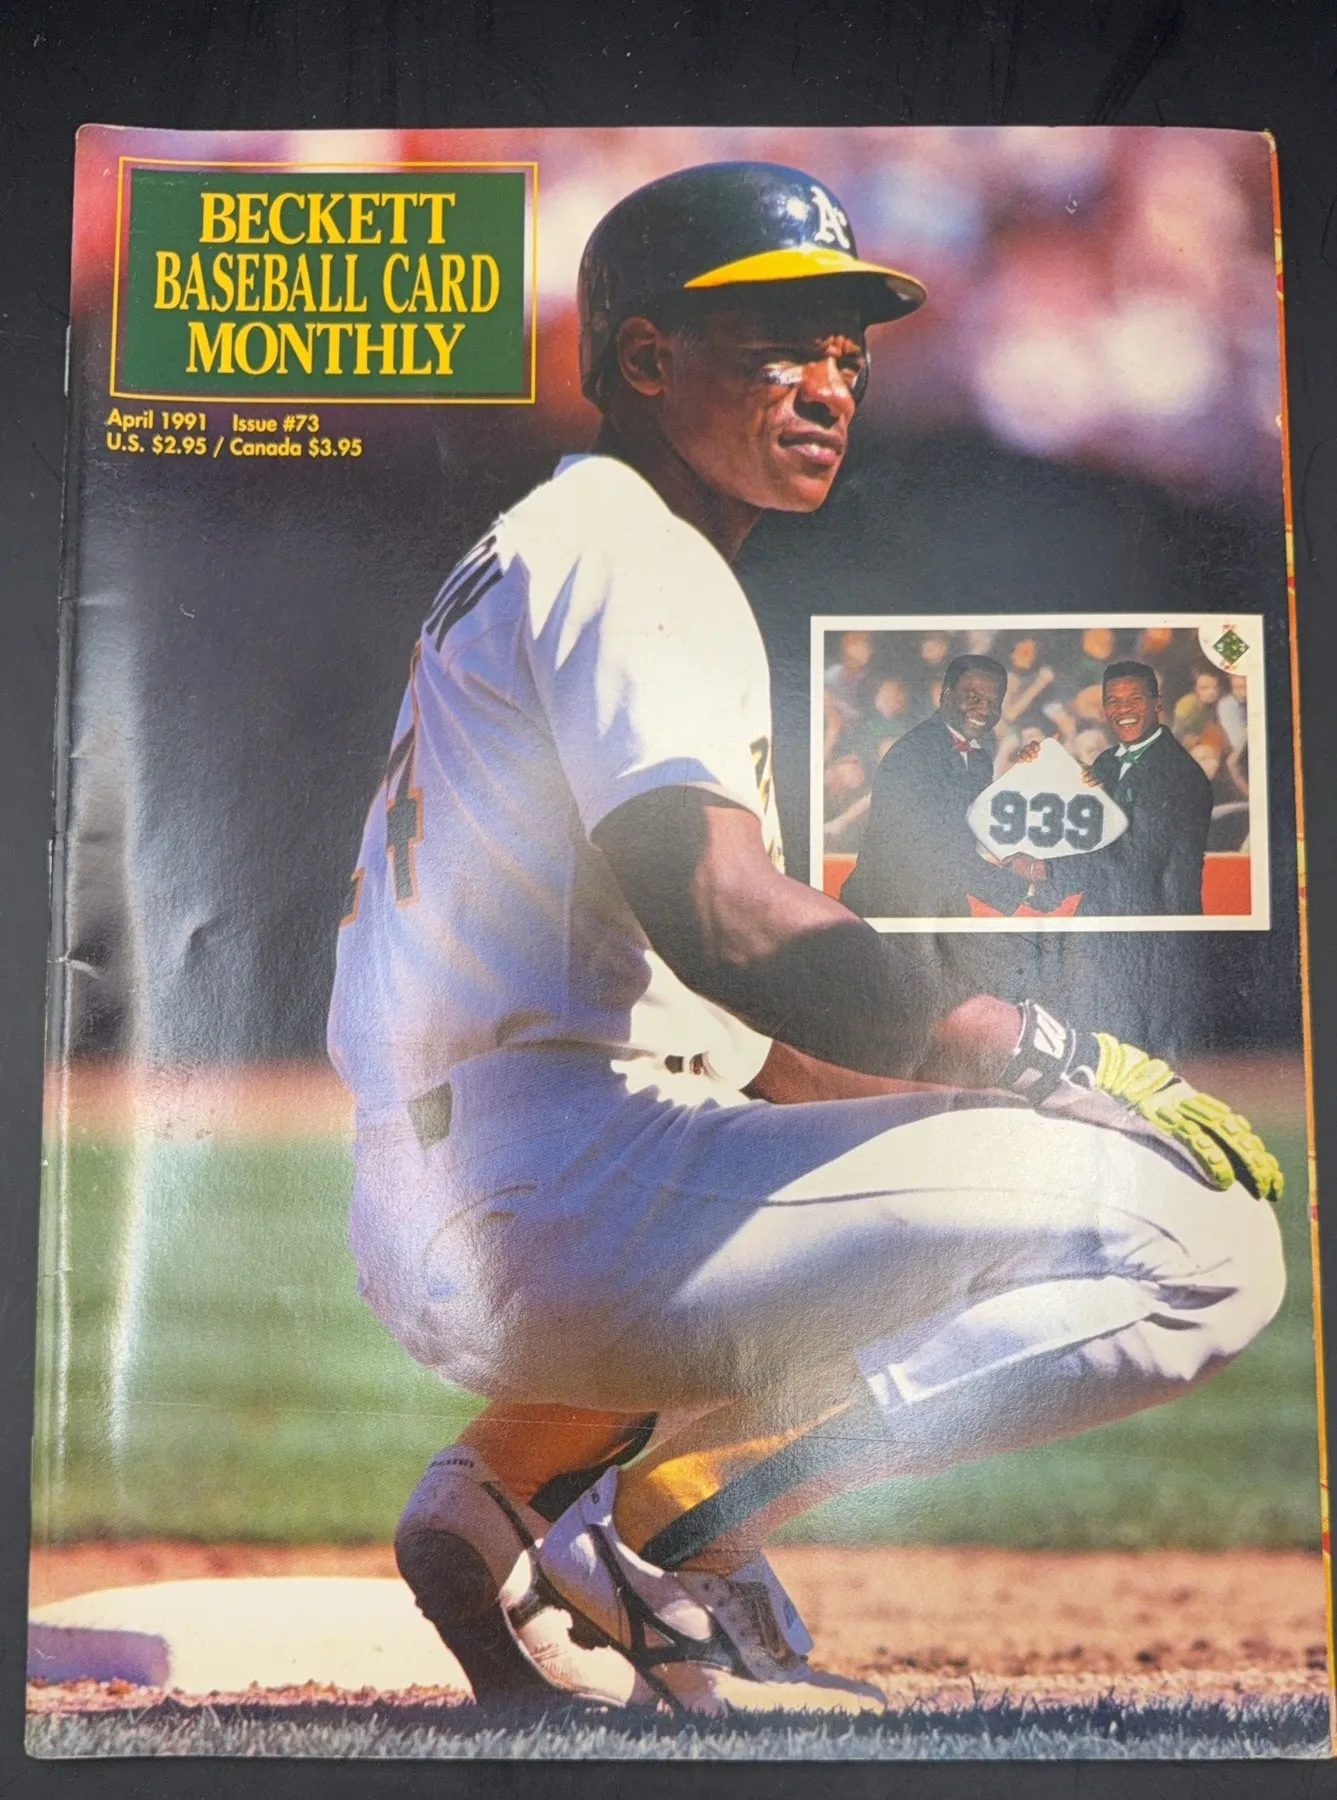 BECKETT
BASEBALL CARD
MONTHLY
April 1991 Issue #73
U.S. $2.95 / Canada $3.95
A's
939